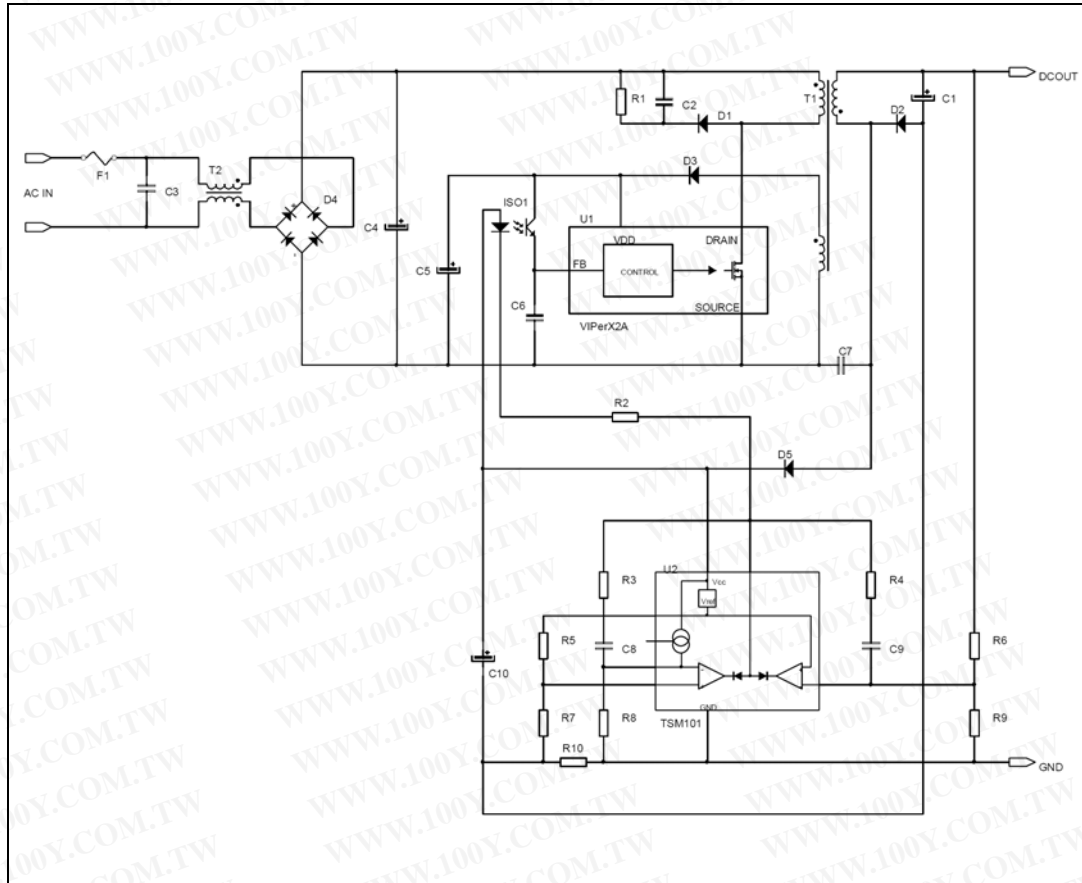 WWW.100Y.COM.TW
DCOUT
R1
C2
D1
T1
D2
C1
AC IN
F1
C3
T2
D4
C4
D3
ISO1
U1
VDD
DRAIN
FB
CONTROL
C5
C6
SOURCE
VIPerX2A
C7
R2
D5
U2
Vcc
Vref
R3
R4
R5
C8
C9
R6
C10
R7
R8
GND
TSM101
R9
R10
GND